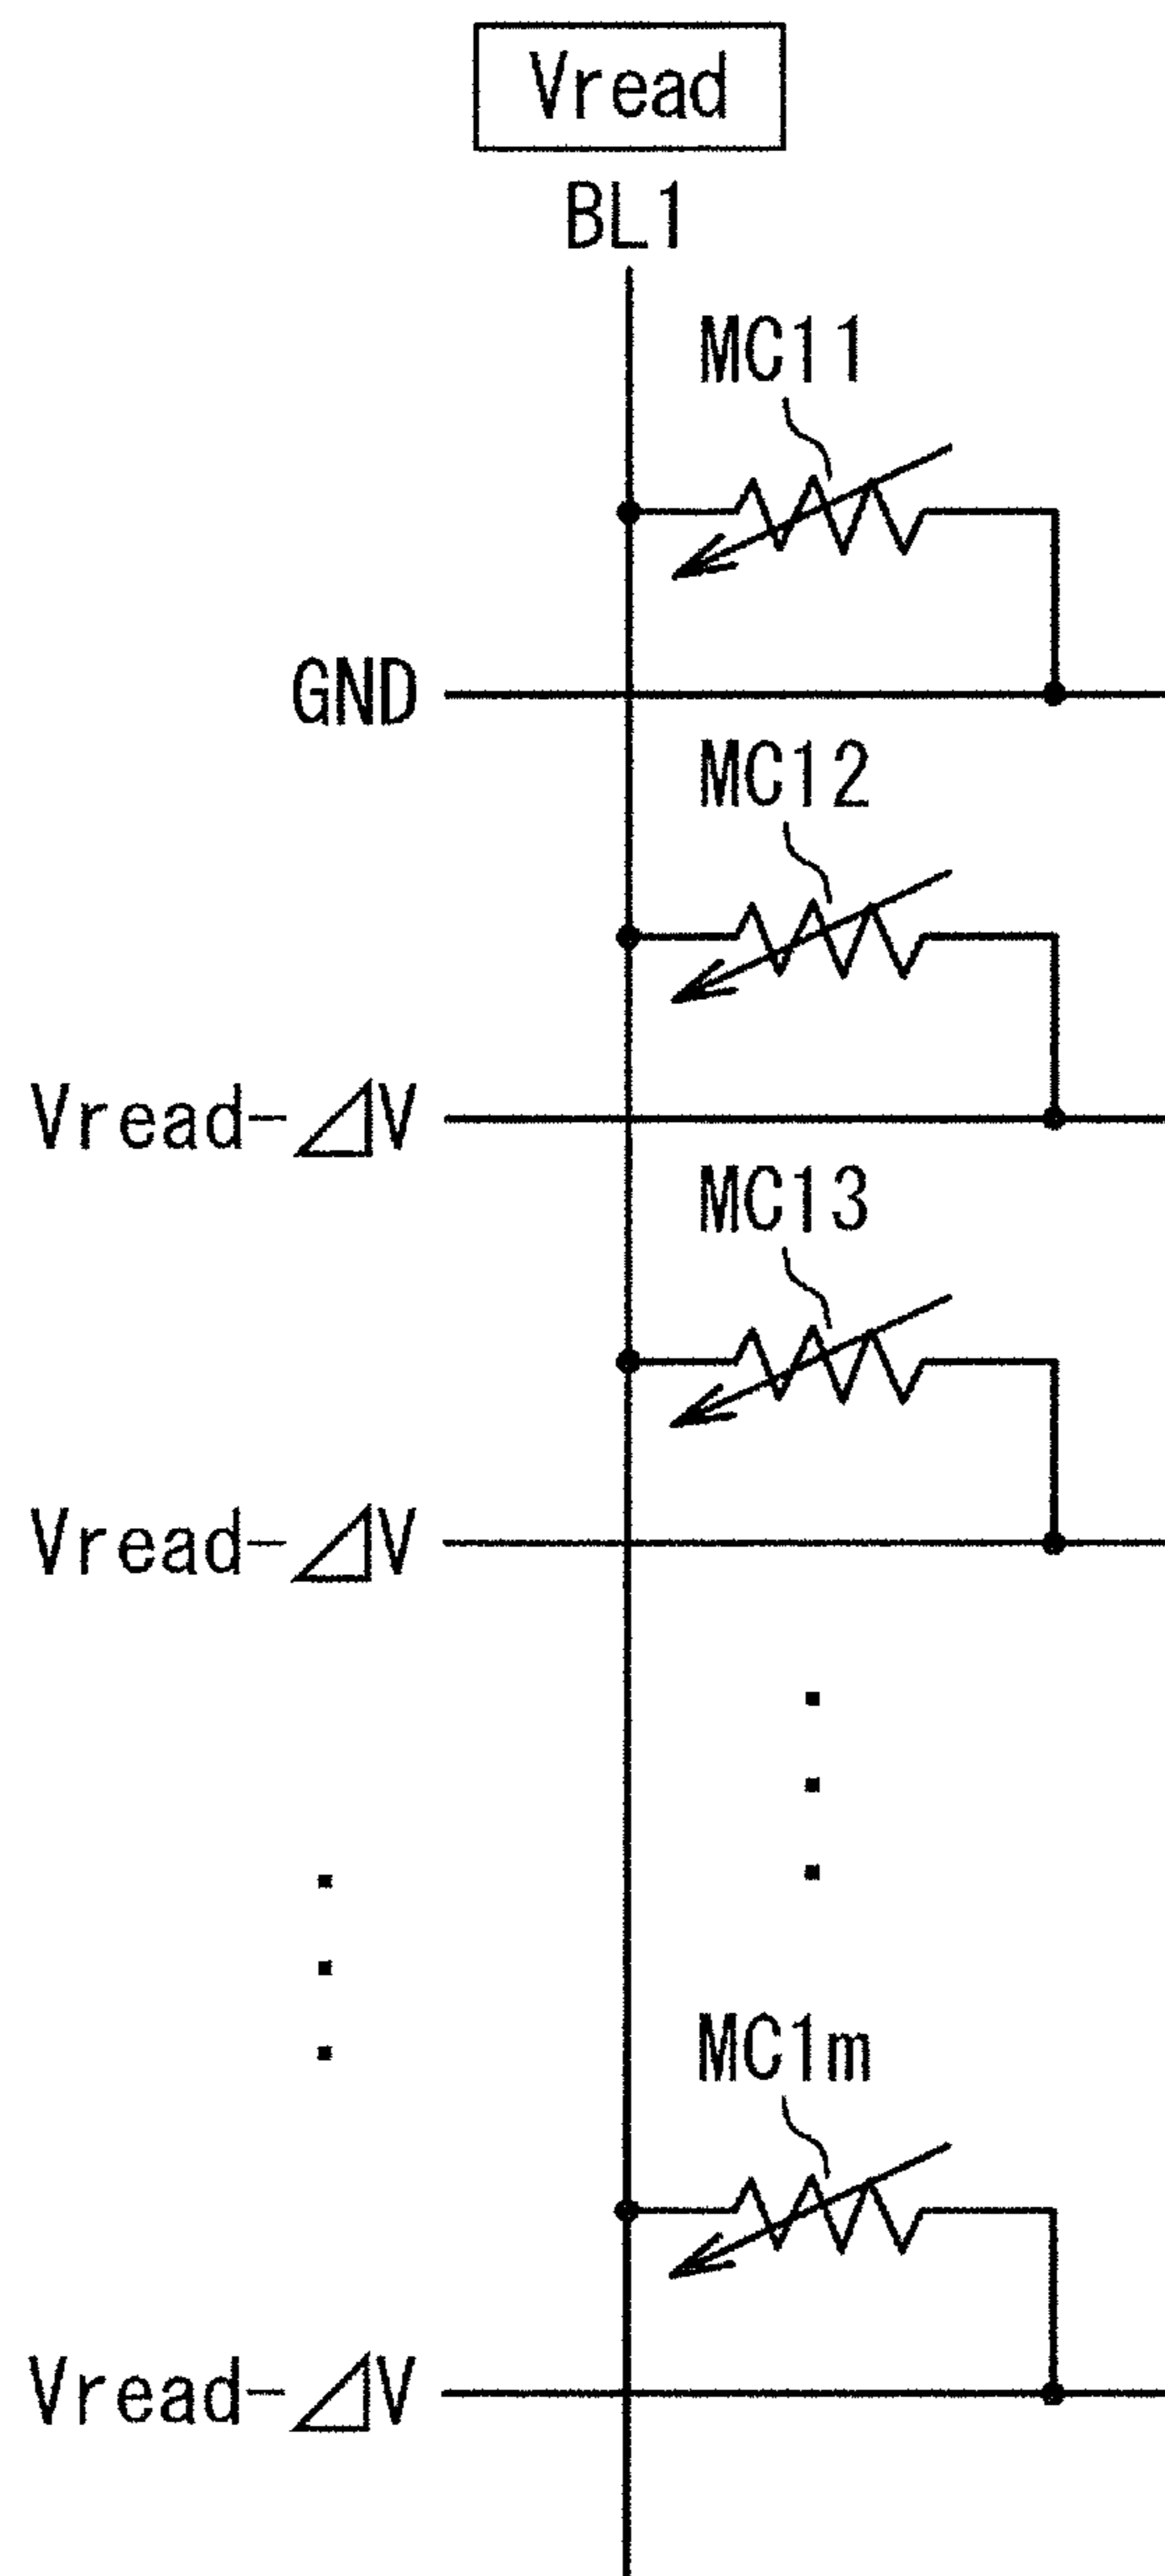 Vread
BL1
MC11
GND
MC12
Vread-⊿V
MC13
Vread-⊿V
MC1m
Vread-⊿V